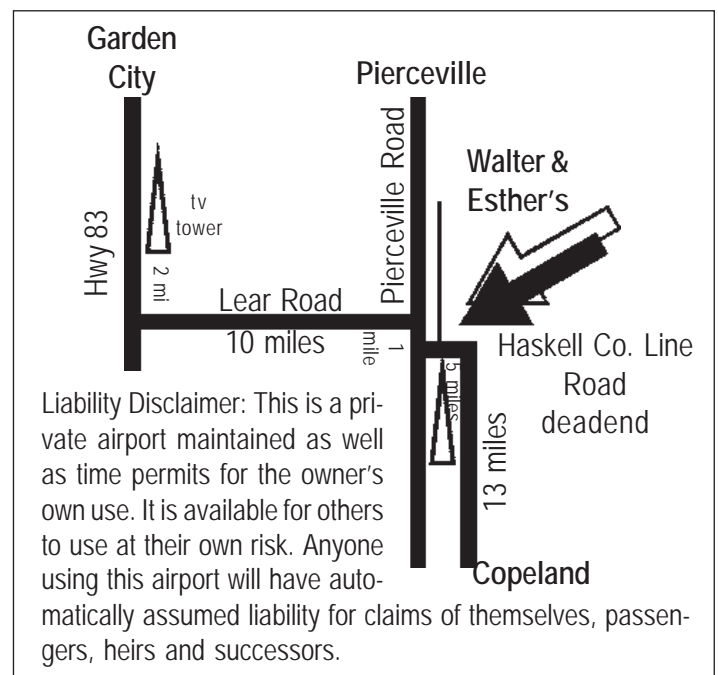 Garden
City
Pierceville
Walter &
Esther's
Pierceville Road
tv
tower
Hwy 83
2 mi
Lear Road
10 miles
1
mile
Haskell Co. Line
Road
deadend
5 miles
13 miles
Copeland
Liability Disclaimer: This is a pri-
vate airport maintained as well
as time permits for the owner's
own use. It is available for others
to use at their own risk. Anyone
using this airport will have auto-
matically assumed liability for claims of themselves, passen-
gers, heirs and successors.